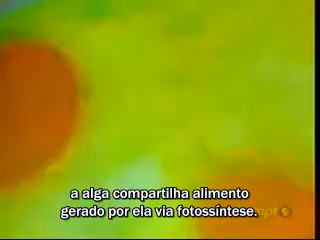 a alga compartilha alimento
gerado por ela via fotossíntese.